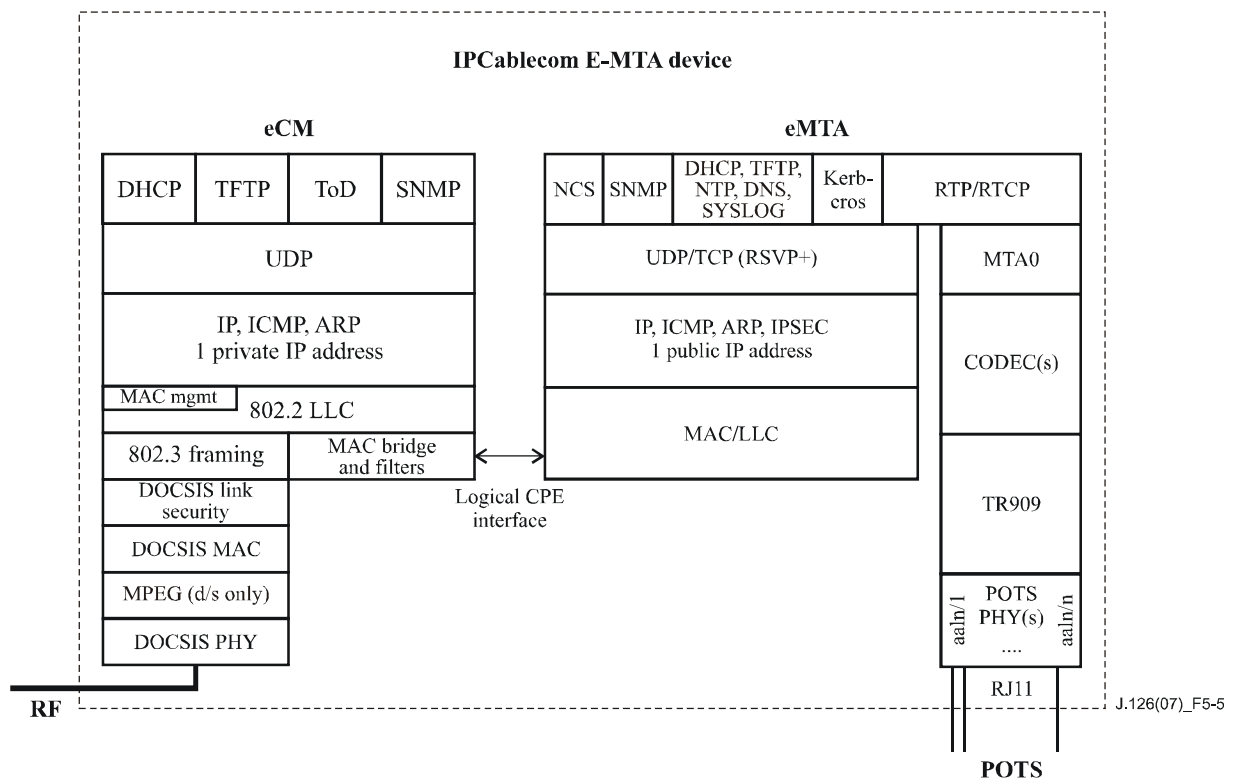 IPCablecom E-MTA device
eCM
eMTA
DHCP
TFTP
ToD
SNMP
NCS
SNMP
DHCP, TFTP,
NTP, DNS,
SYSLOG
Kerb-
cros
RTP/RTCP
UDP
UDP/TCP (RSVP+)
MTA0
IP, ICMP, ARP
1 private IP address
IP, ICMP, ARP, IPSEC
1 public IP address
CODEC(s)
MAC mgmt
802.2 LLC
MAC/LLC
802.3 framing
MAC bridge
and filters
Logical CPE
interface
DOCSIS link
security
TR909
DOCSIS MAC
MPEG (d/s only)
DOCSIS PHY
aaln/1
POTS
PHY(s)
....
aaln/n
RF
RJ11
J.126(07)_F5-5
POTS